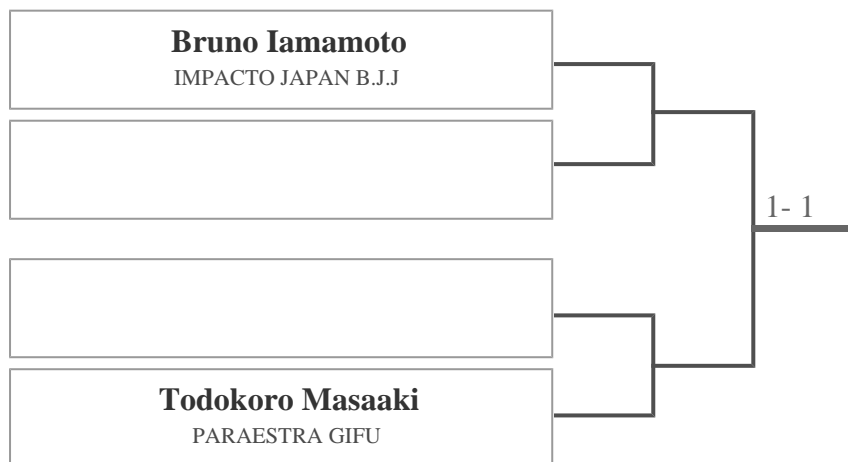 Bruno Iamamoto
IMPACTO JAPAN B.J.J
1- 1
Todokoro Masaaki
PARAESTRA GIFU